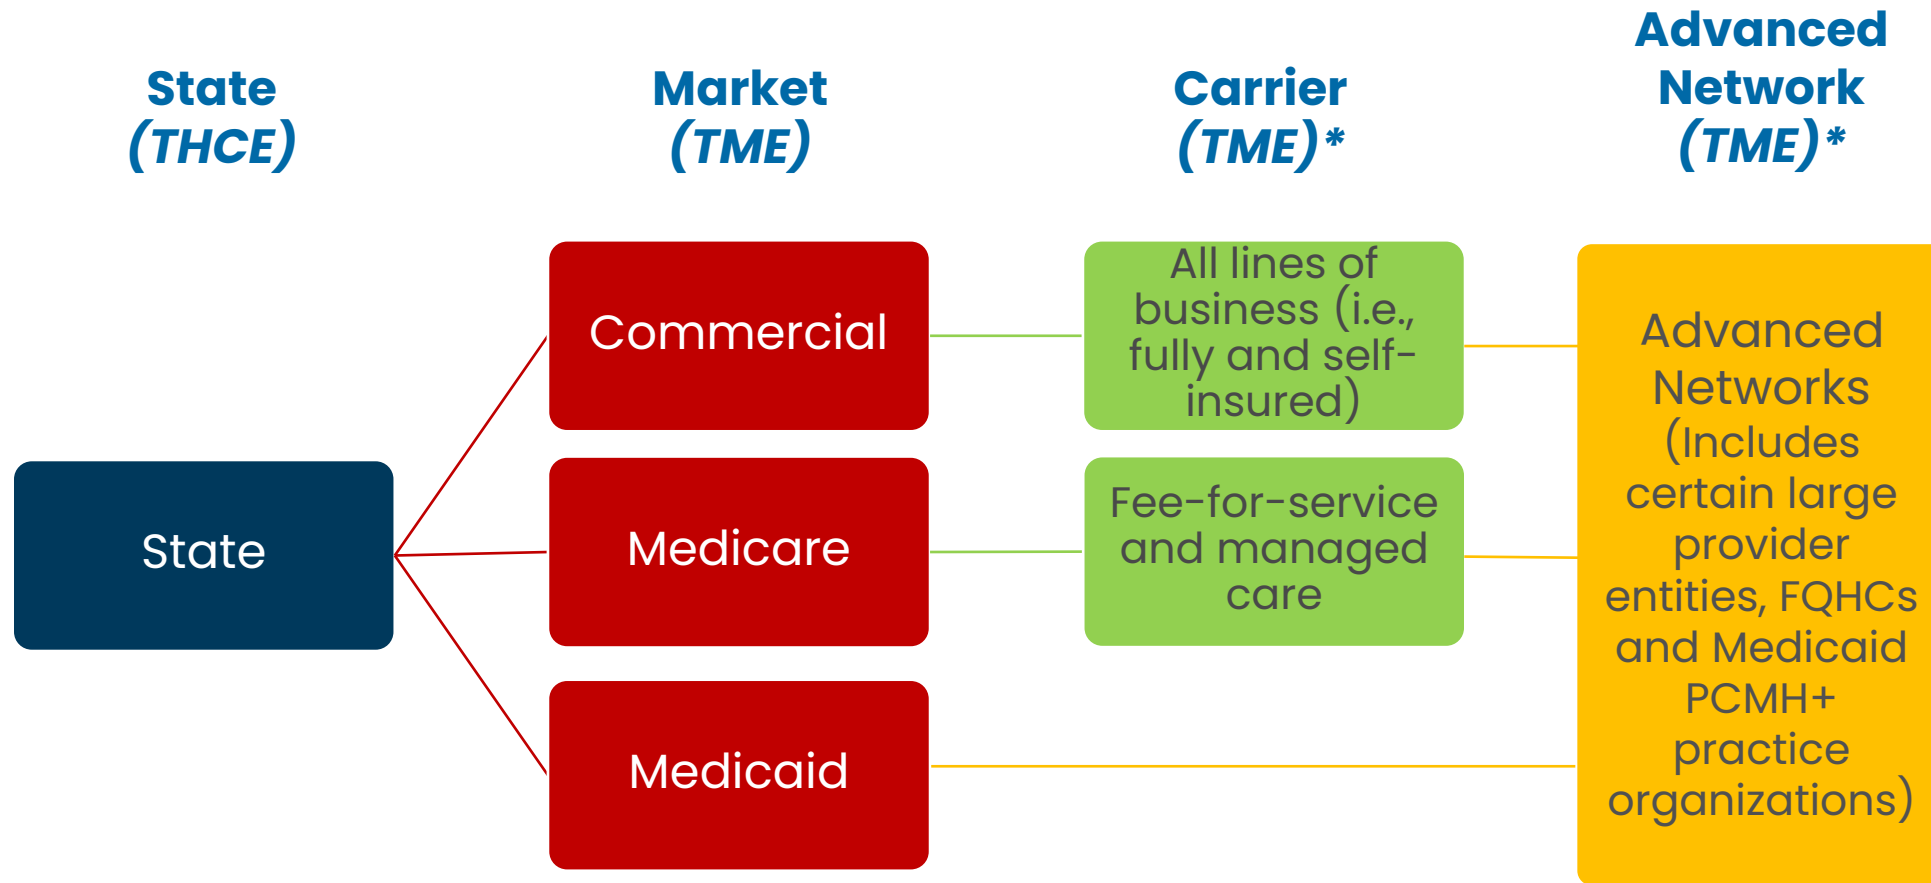 State
(THCE)
Market
(TME)
Carrier
(TME)*
Advanced
Network
(TME)*
State
Commercial
Medicare
Medicaid
All lines of
business (i.e.,
fully and self-
insured)
Fee-for-service
and managed
care
Advanced
Networks
(Includes
certain large
provider
entities, FQHCs
and Medicaid
PCMH+
practice
organizations)